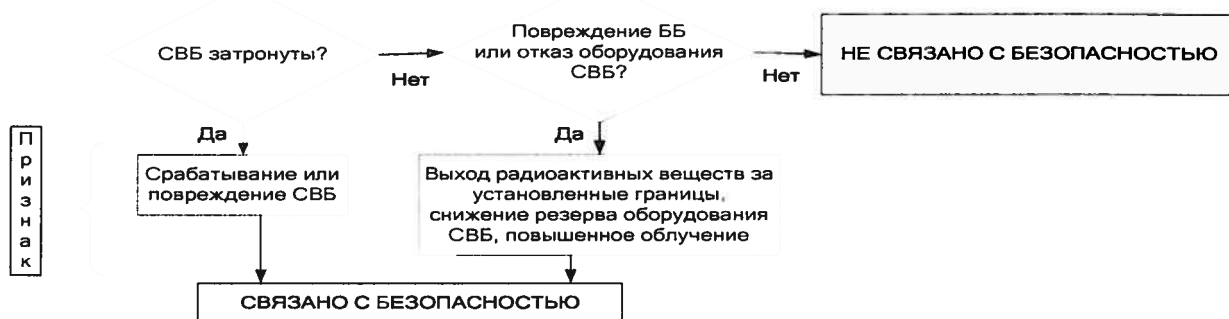 СВБ затронуты?
Нет
Повреждение ББ
или отказ оборудования
СВБ?
Нет
НЕ СВЯЗАНО С БЕЗОПАСНОСТЬЮ
Признак
Да
Да
Срабатывание или
повреждение СВБ
Выход радиоактивных веществ за
установленные границы,
снижение резерва оборудования
СВБ, повышенное облучение
СВЯЗАНО С БЕЗОПАСНОСТЬЮ